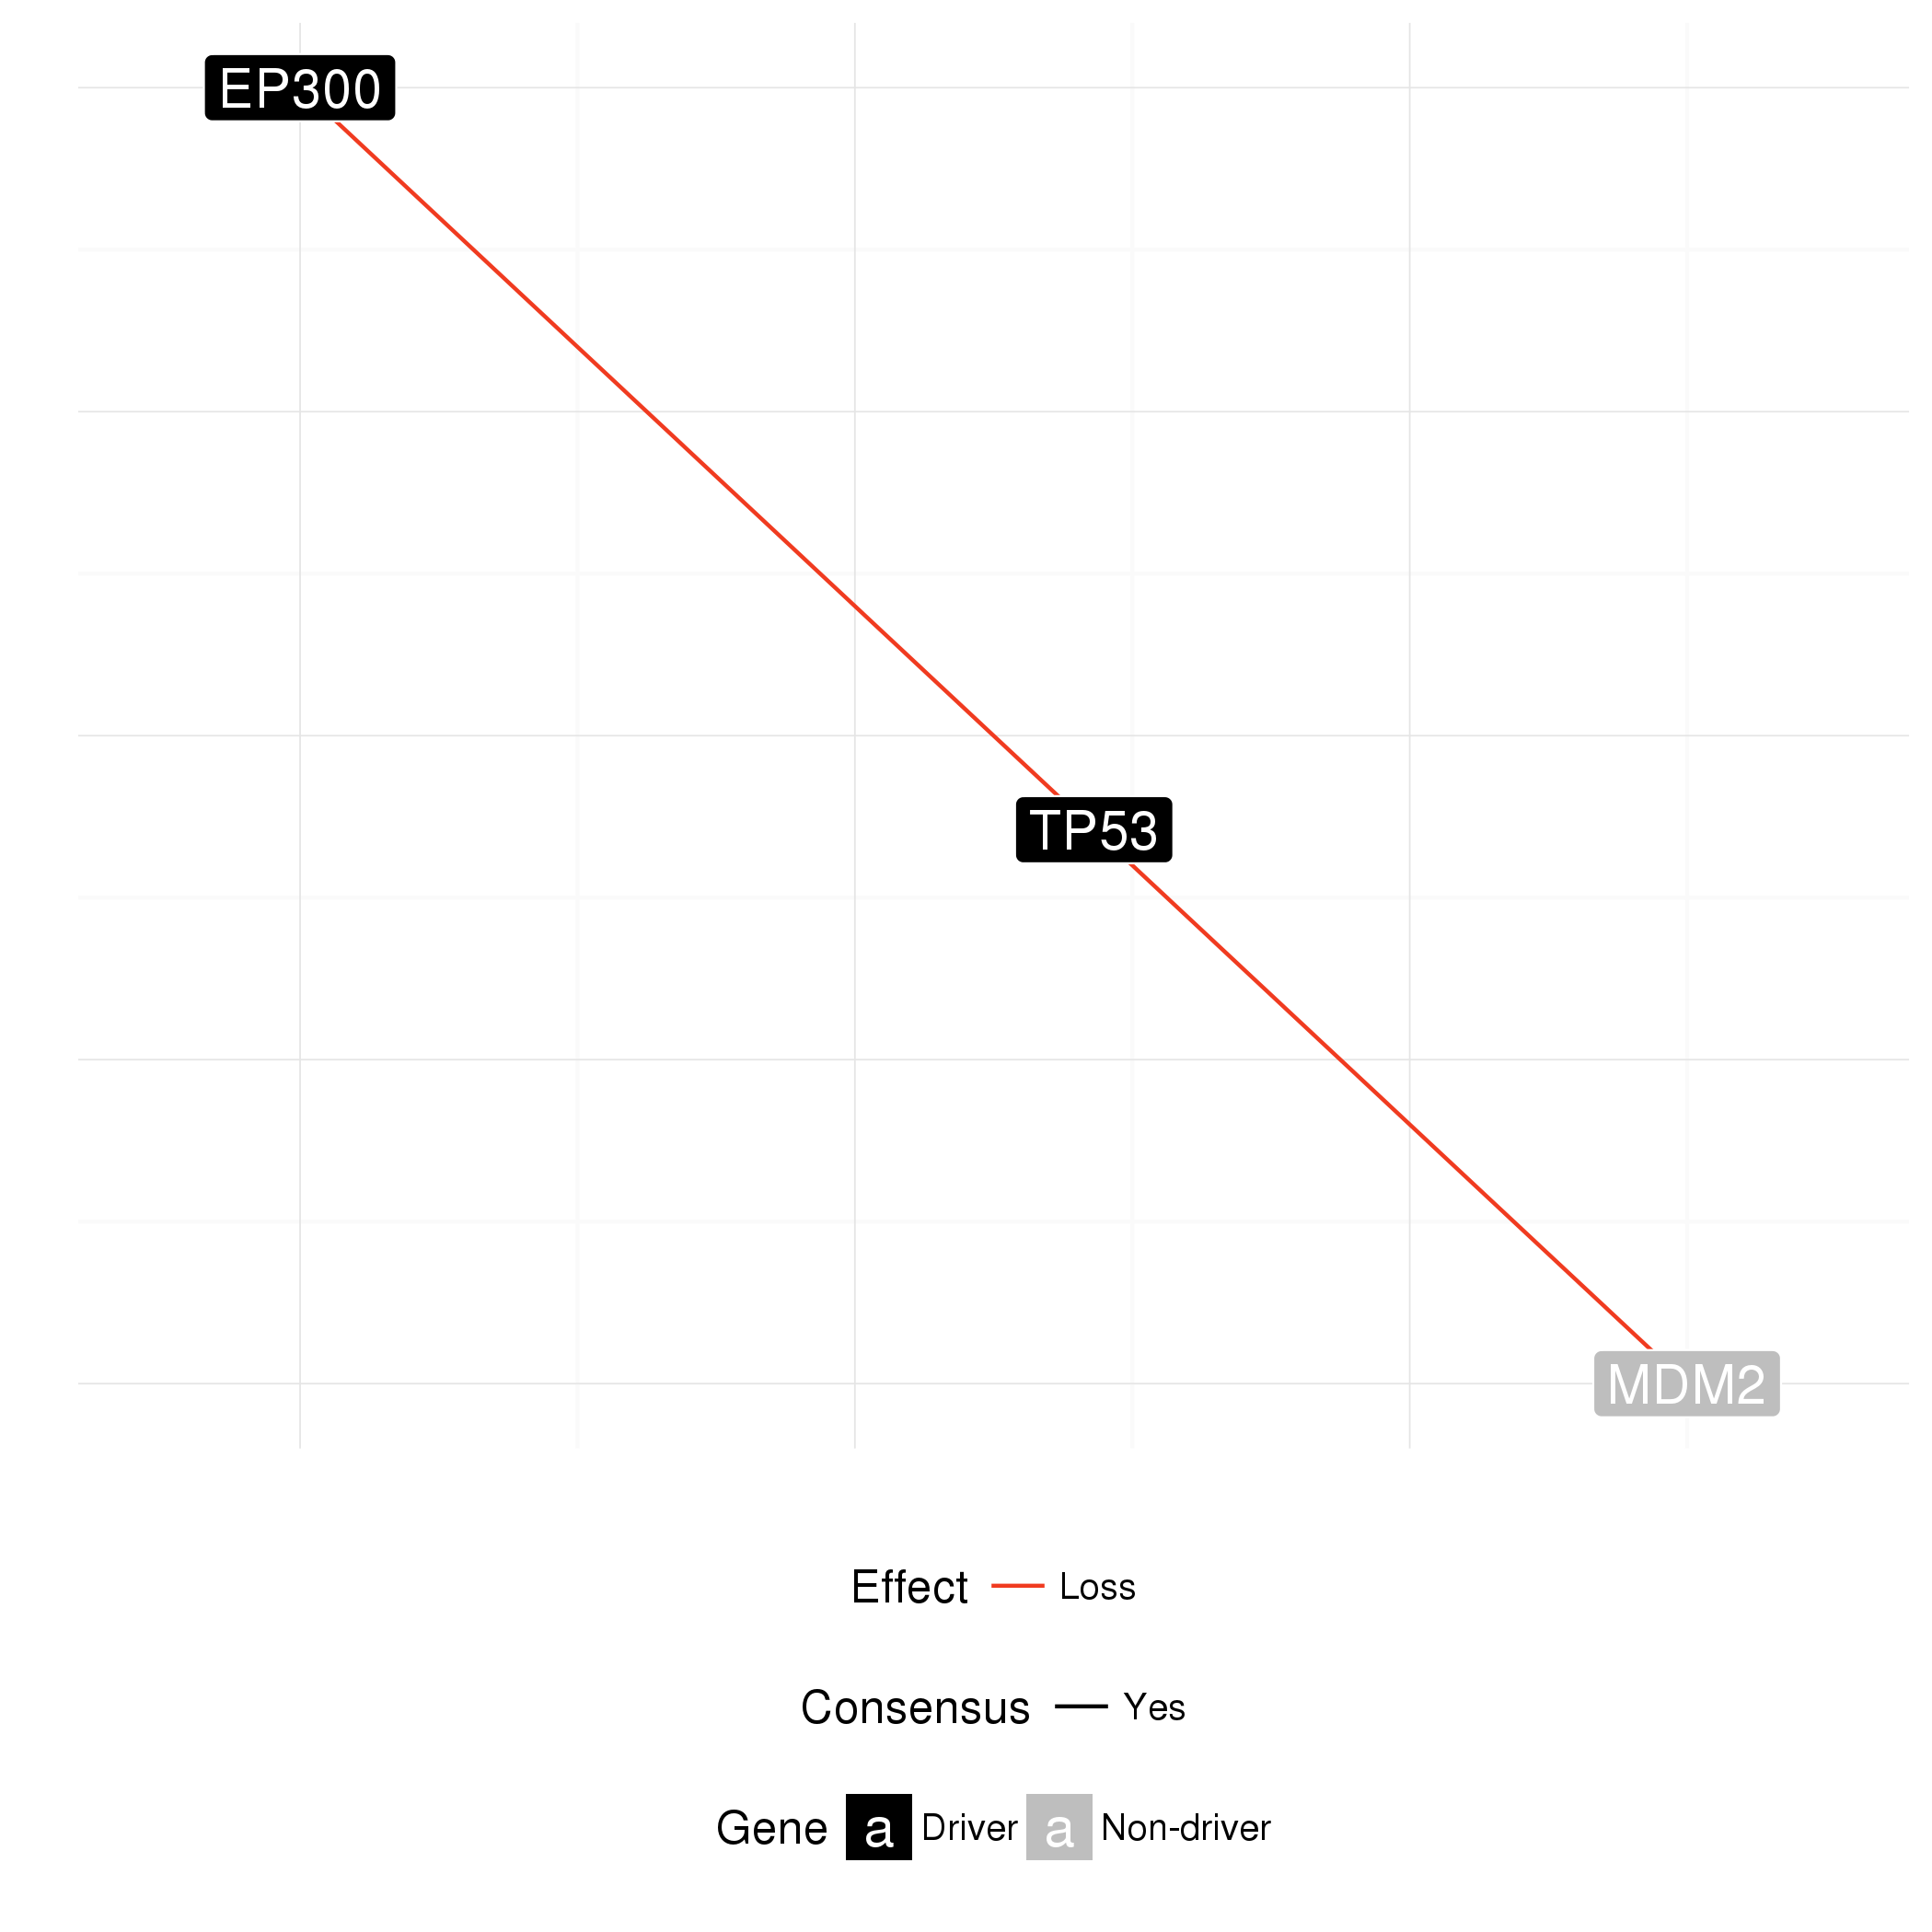 EP300
TP53
MDM2
Effect Loss
Consensus Yes
Gene a Driver a Non-driver